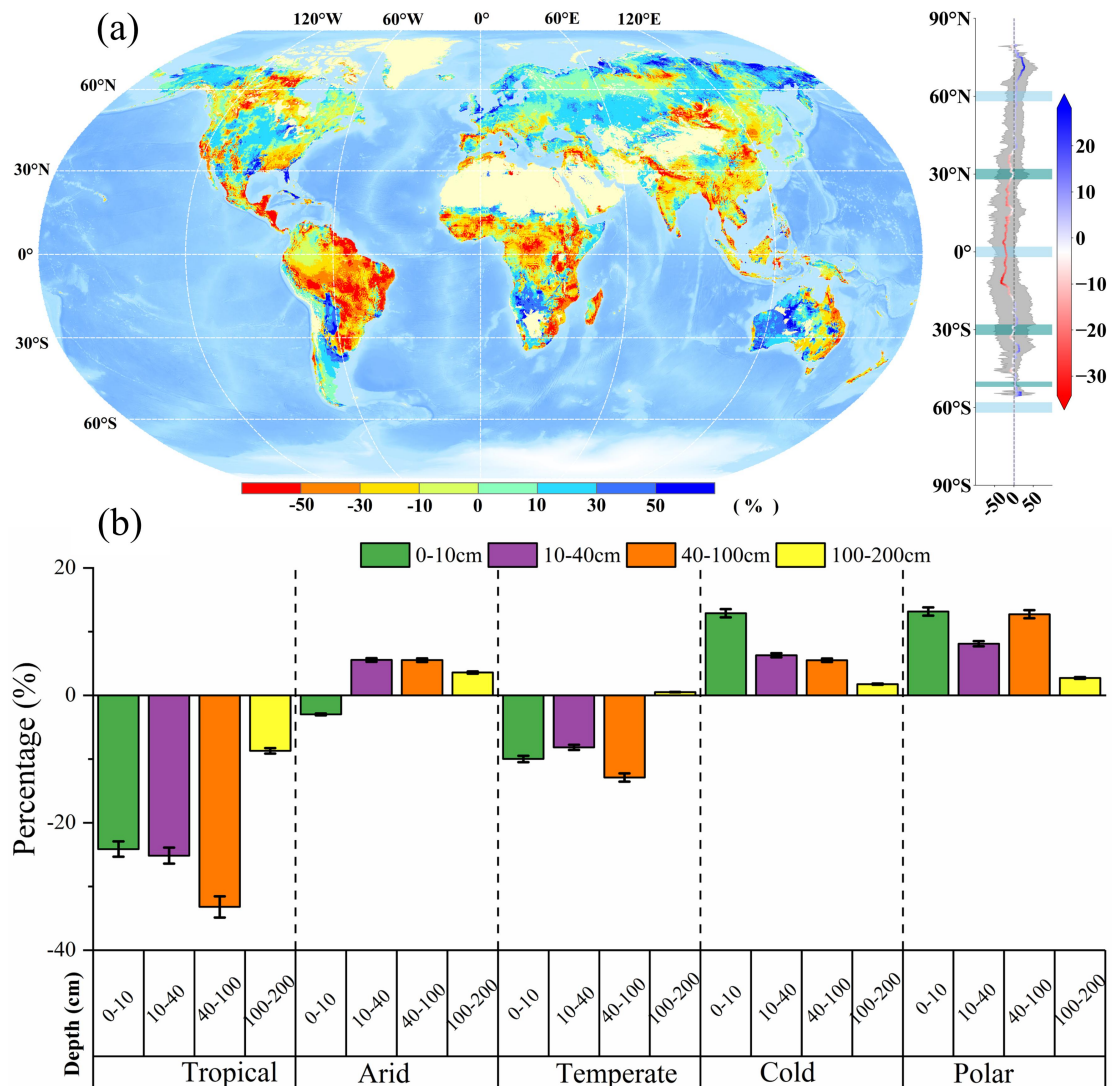 (a)
120°W 60°W 0° 60°E 120°E
60°N
30°N
0°
30°S
60°S
-50 -30 -10 0 10 30 50 ( % )
90°N
60°N
30°N
0°
30°S
60°S
90°S
-50 0 50
20
10
0
−10
−20
−30
(b)
0-10cm 10-40cm 40-100cm 100-200cm
Percentage (%)
20
0
-20
-40
Depth (cm)
0-10 10-40 40-100 100-200 0-10 10-40 40-100 100-200 0-10 10-40 40-100 100-200 0-10 10-40 40-100 100-200 0-10 10-40 40-100 100-200
Tropical Arid Temperate Cold Polar